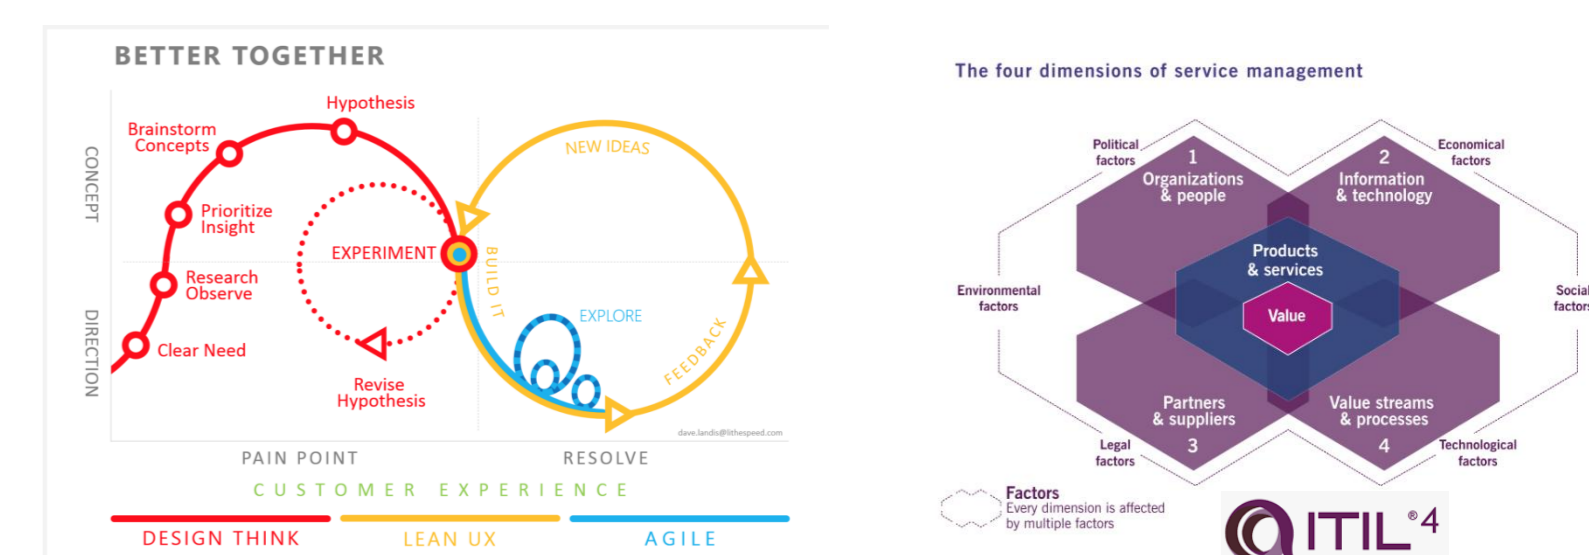 BETTER TOGETHER
Hypothesis
Brainstorm
Concepts
Prioritize
Insight
Research
Observe
Clear Need
EXPERIMENT
Revise
Hypothesis
NEW IDEAS
BUILD IT
EXPLORE
FEEDBACK
CONCEPT
DIRECTION
dave.landis@lithespeed.com
PAIN POINT
RESOLVE
CUSTOMER EXPERIENCE
DESIGN THINK
LEAN UX
AGILE
The four dimensions of service management
Political
factors
Economical
factors
1
Organizations
& people
2
Information
& technology
Products
& services
Value
Environmental
factors
Social
factors
Partners
& suppliers
3
Value streams
& processes
4
Legal
factors
Technological
factors
Factors
Every dimension is affected
by multiple factors
ITIL®4